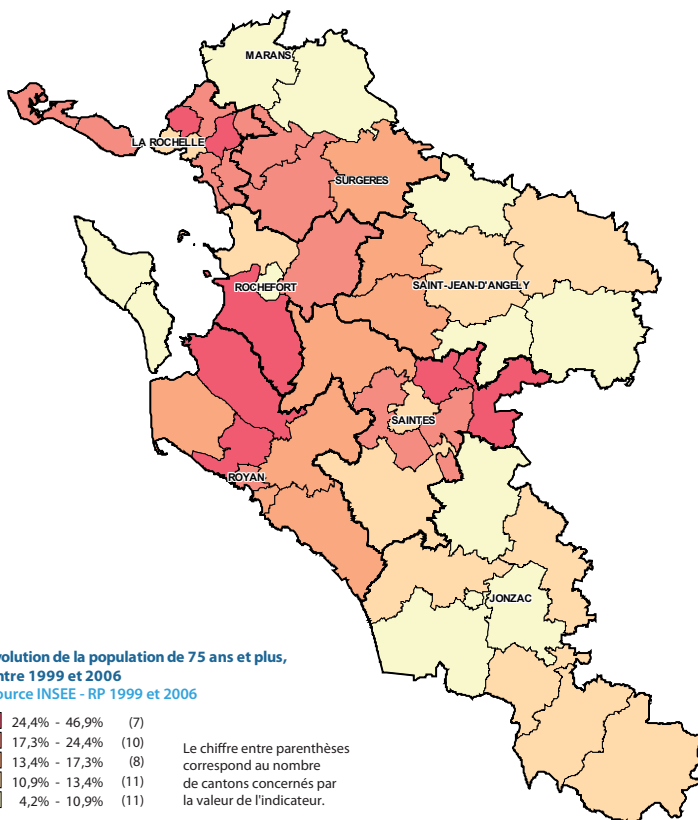 MARANS
LA ROCHELLE
SURGERES
ROCHEFORT
SAINT-JEAN-D'ANGELY
SAINTES
ROYAN
JONZAC
volution de la population de 75 ans et plus,
ntre 1999 et 2006
ource INSEE - RP 1999 et 2006
24,4% - 46,9% (7)
17,3% - 24,4% (10)
13,4% - 17,3% (8)
10,9% - 13,4% (11)
4,2% - 10,9% (11)
Le chiffre entre parenthèses
correspond au nombre
de cantons concernés par
la valeur de l'indicateur.